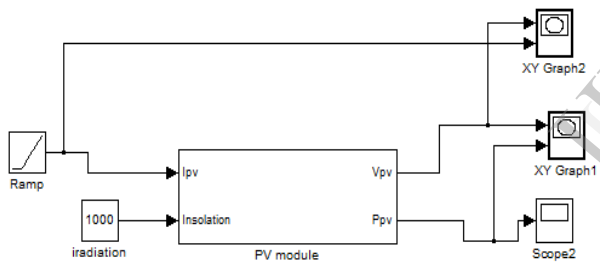 XY Graph2
Ramp
Ipv
Vpv
XY Graph1
1000
Insolation
Ppv
iradiation
PV module
Scope2